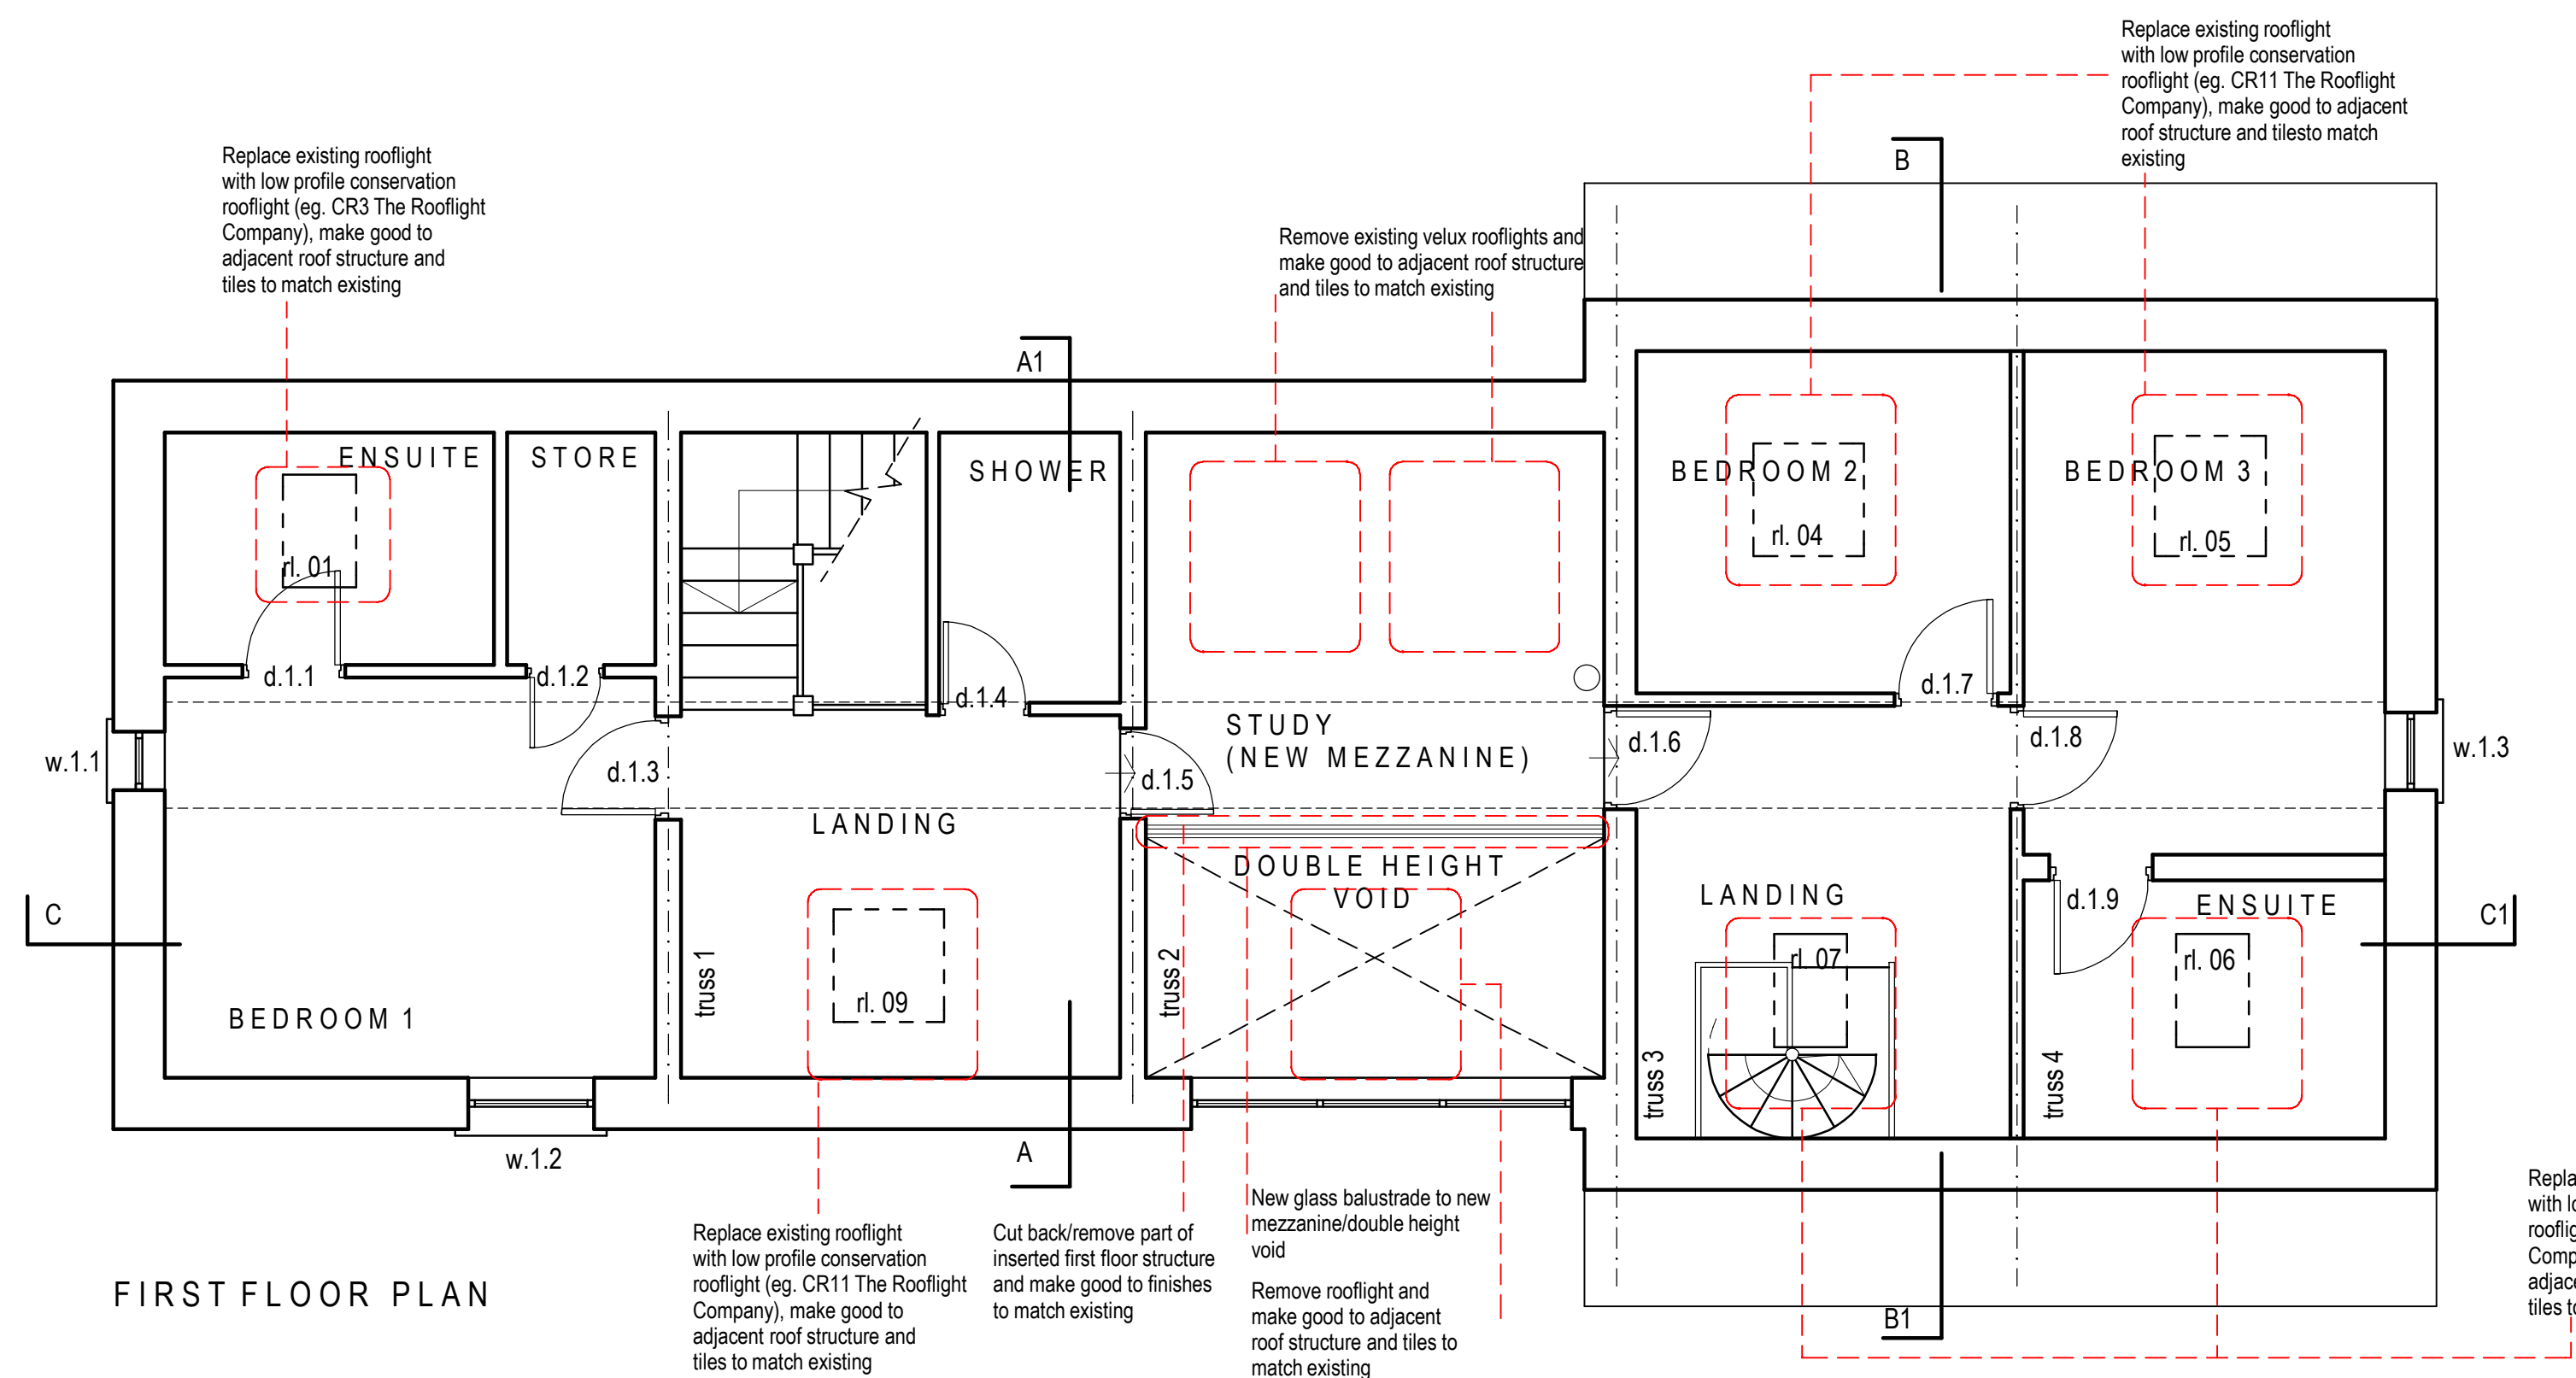 Replace existing rooflight
with low profile conservation
rooflight (eg. CR11 The Rooflight
Company), make good to adjacent
roof structure and tilesto match
existing
B
Replace existing rooflight
with low profile conservation
rooflight (eg. CR3 The Rooflight
Company), make good to
adjacent roof structure and
tiles to match existing
Remove existing velux rooflights and
make good to adjacent roof structure
and tiles to match existing
A1
ENSUITE
STORE
SHOWER
BEDROOM 2
BEDROOM 3
rl. 01
rl. 04
rl. 05
d.1.1
d.1.2
d.1.4
d.1.7
STUDY
(NEW MEZZANINE)
w.1.1
d.1.3
d.1.5
d.1.6
d.1.8
w.1.3
LANDING
DOUBLE HEIGHT
VOID
LANDING
d.1.9
ENSUITE
C
C1
truss 1
truss 2
rl. 07
rl. 06
rl. 09
BEDROOM 1
truss 3
truss 4
w.1.2
A
Replace existing rooflight
with low profile conservation
rooflight (eg. CR11 The Rooflight
Company), make good to
adjacent roof structure and
tiles to match existing
Cut back/remove part of
inserted first floor structure
and make good to finishes
to match existing
New glass balustrade to new
mezzanine/double height
void
Remove rooflight and
make good to adjacent
roof structure and tiles to
match existing
B1
with
tiles
FIRST FLOOR PLAN